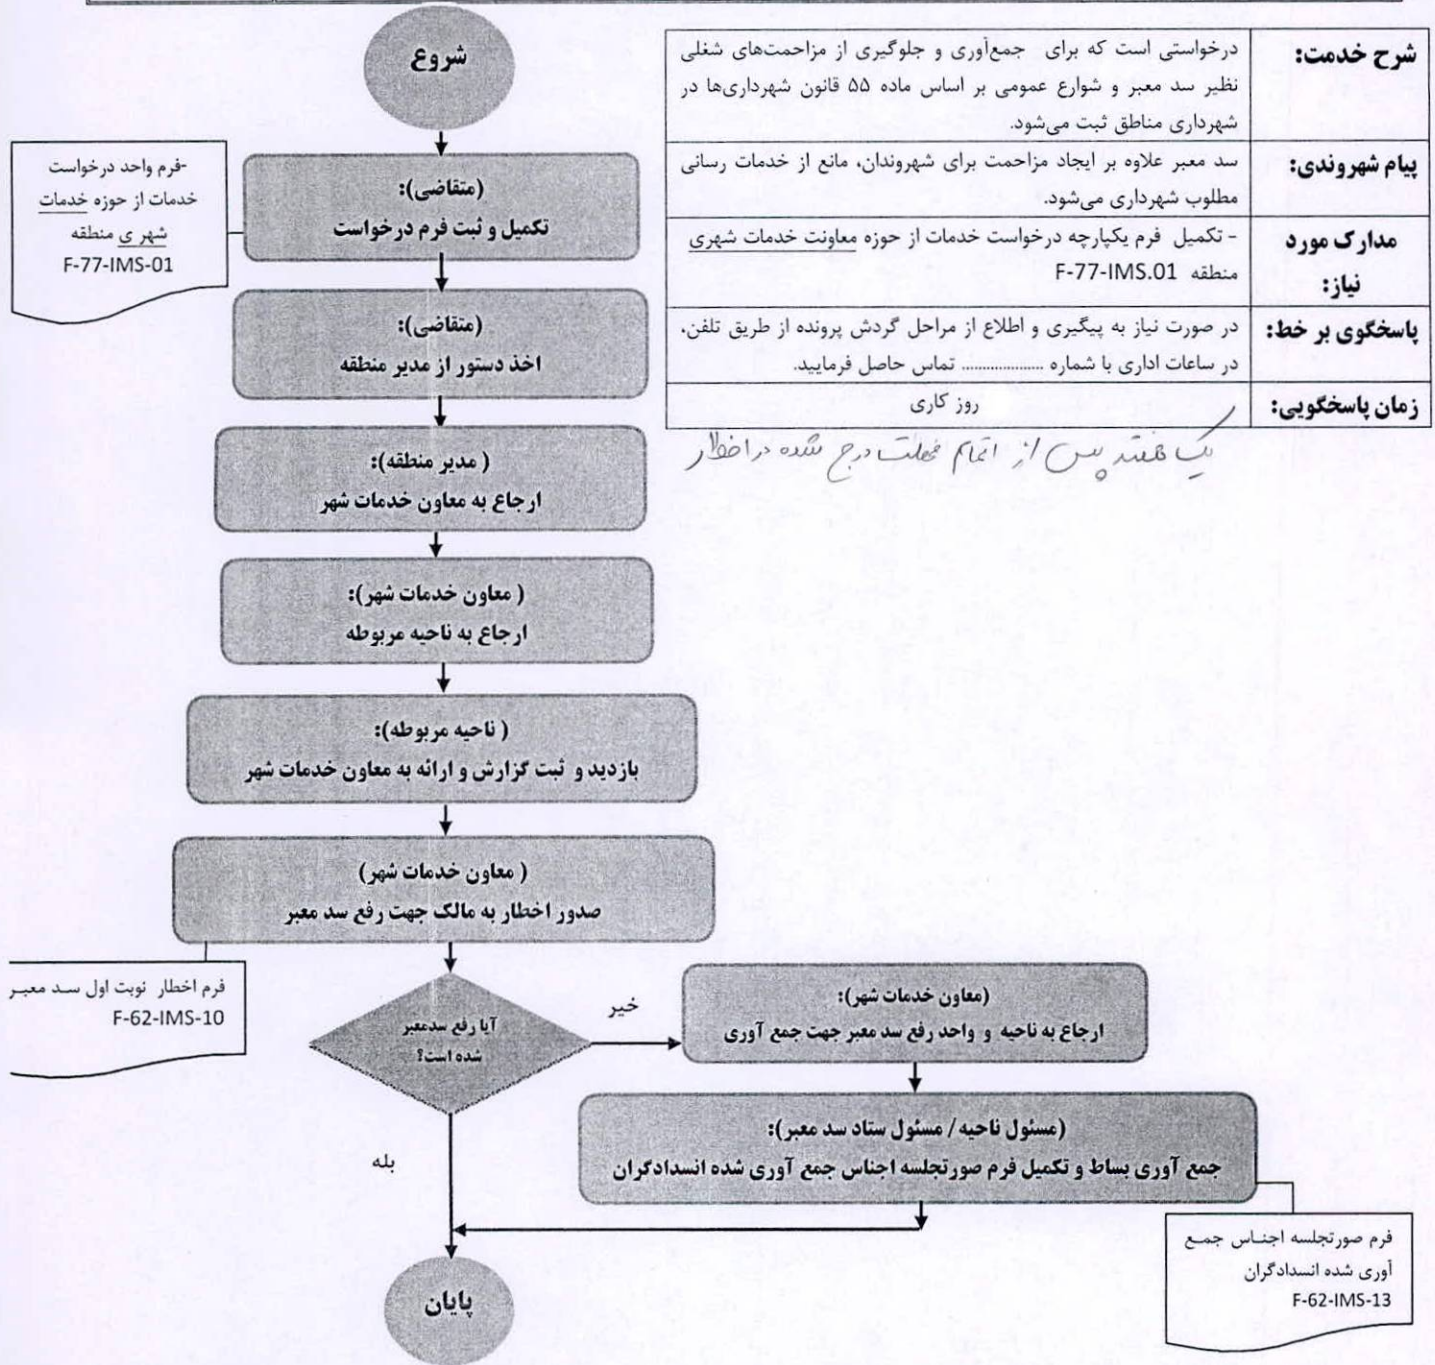 شرح خدمت:
درخواستی است که برای جمع‌آوری و جلوگیری از مزاحمت‌های شغلی
نظیر سد معبر و شوارع عمومی بر اساس ماده ۵۵ قانون شهرداری‌ها در
شهرداری مناطق ثبت می‌شود.
پیام شهروندی:
سد معبر علاوه بر ایجاد مزاحمت برای شهروندان، مانع از خدمات رسانی
مطلوب شهرداری می‌شود.
مدارک مورد
نیاز:
- تکمیل فرم یکپارچه درخواست خدمات از حوزه معاونت خدمات شهری
منطقه F-77-IMS.01
پاسخگوی بر خط:
در صورت نیاز به پیگیری و اطلاع از مراحل گردش پرونده از طریق تلفن،
در ساعات اداری با شماره ................... تماس حاصل فرمایید.
زمان پاسخگویی:
روز کاری
یک هفته پس از اتمام مهلت درج شده در اخطار
شروع
(متقاضی):
تکمیل و ثبت فرم درخواست
-فرم واحد درخواست
خدمات از حوزه خدمات
شهر ی منطقه
F-77-IMS-01
(متقاضی):
اخذ دستور از مدیر منطقه
( مدیر منطقه):
ارجاع به معاون خدمات شهر
( معاون خدمات شهر):
ارجاع به ناحیه مربوطه
( ناحیه مربوطه):
بازدید و ثبت گزارش و ارائه به معاون خدمات شهر
( معاون خدمات شهر)
صدور اخطار به مالک جهت رفع سد معبر
فرم اخطار نوبت اول سد معبر
F-62-IMS-10
آیا رفع سدمعبر
شده است؟
خیر
(معاون خدمات شهر):
ارجاع به ناحیه و واحد رفع سد معبر جهت جمع آوری
(مسئول ناحیه/ مسئول ستاد سد معبر):
جمع آوری بساط و تکمیل فرم صورتجلسه اجناس جمع آوری شده انسدادگران
بله
فرم صورتجلسه اجناس جمع
آوری شده انسدادگران
F-62-IMS-13
پایان